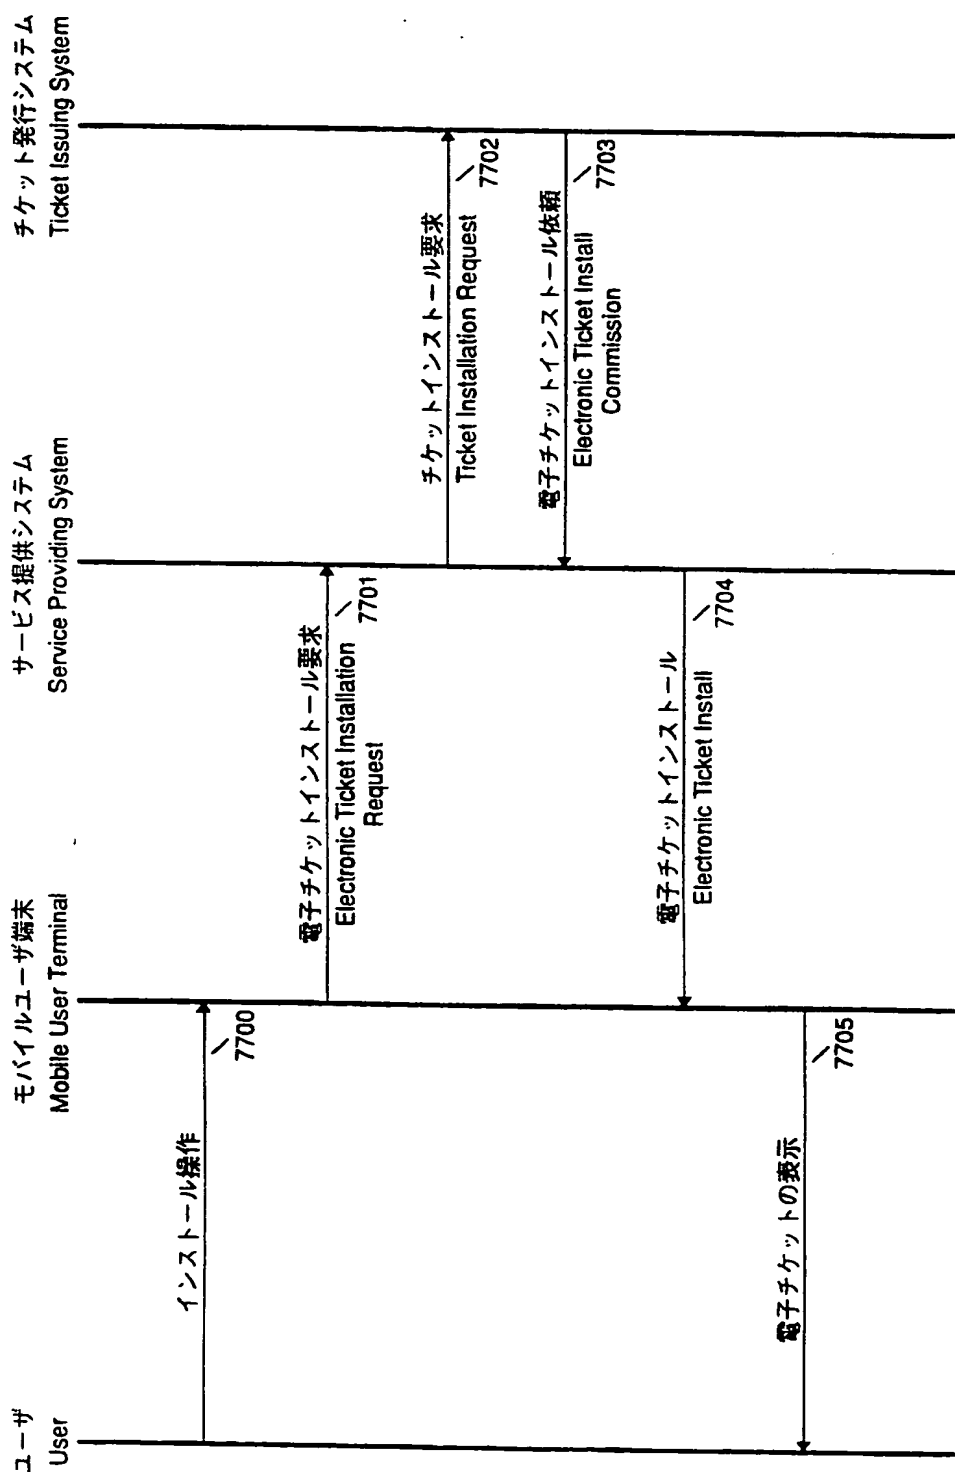 ユーザ
User
モバイルユーザ端末
Mobile User Terminal
サービス提供システム
Service Providing System
チケット発行システム
Ticket Issuing System
インストール操作
7700
電子チケットインストール要求
Electronic Ticket Installation
Request
7701
チケットインストール要求
Ticket Installation Request
7702
電子チケットインストール依頼
Electronic Ticket Install
Commission
7703
電子チケットインストール
Electronic Ticket Install
7704
電子チケットの表示
7705